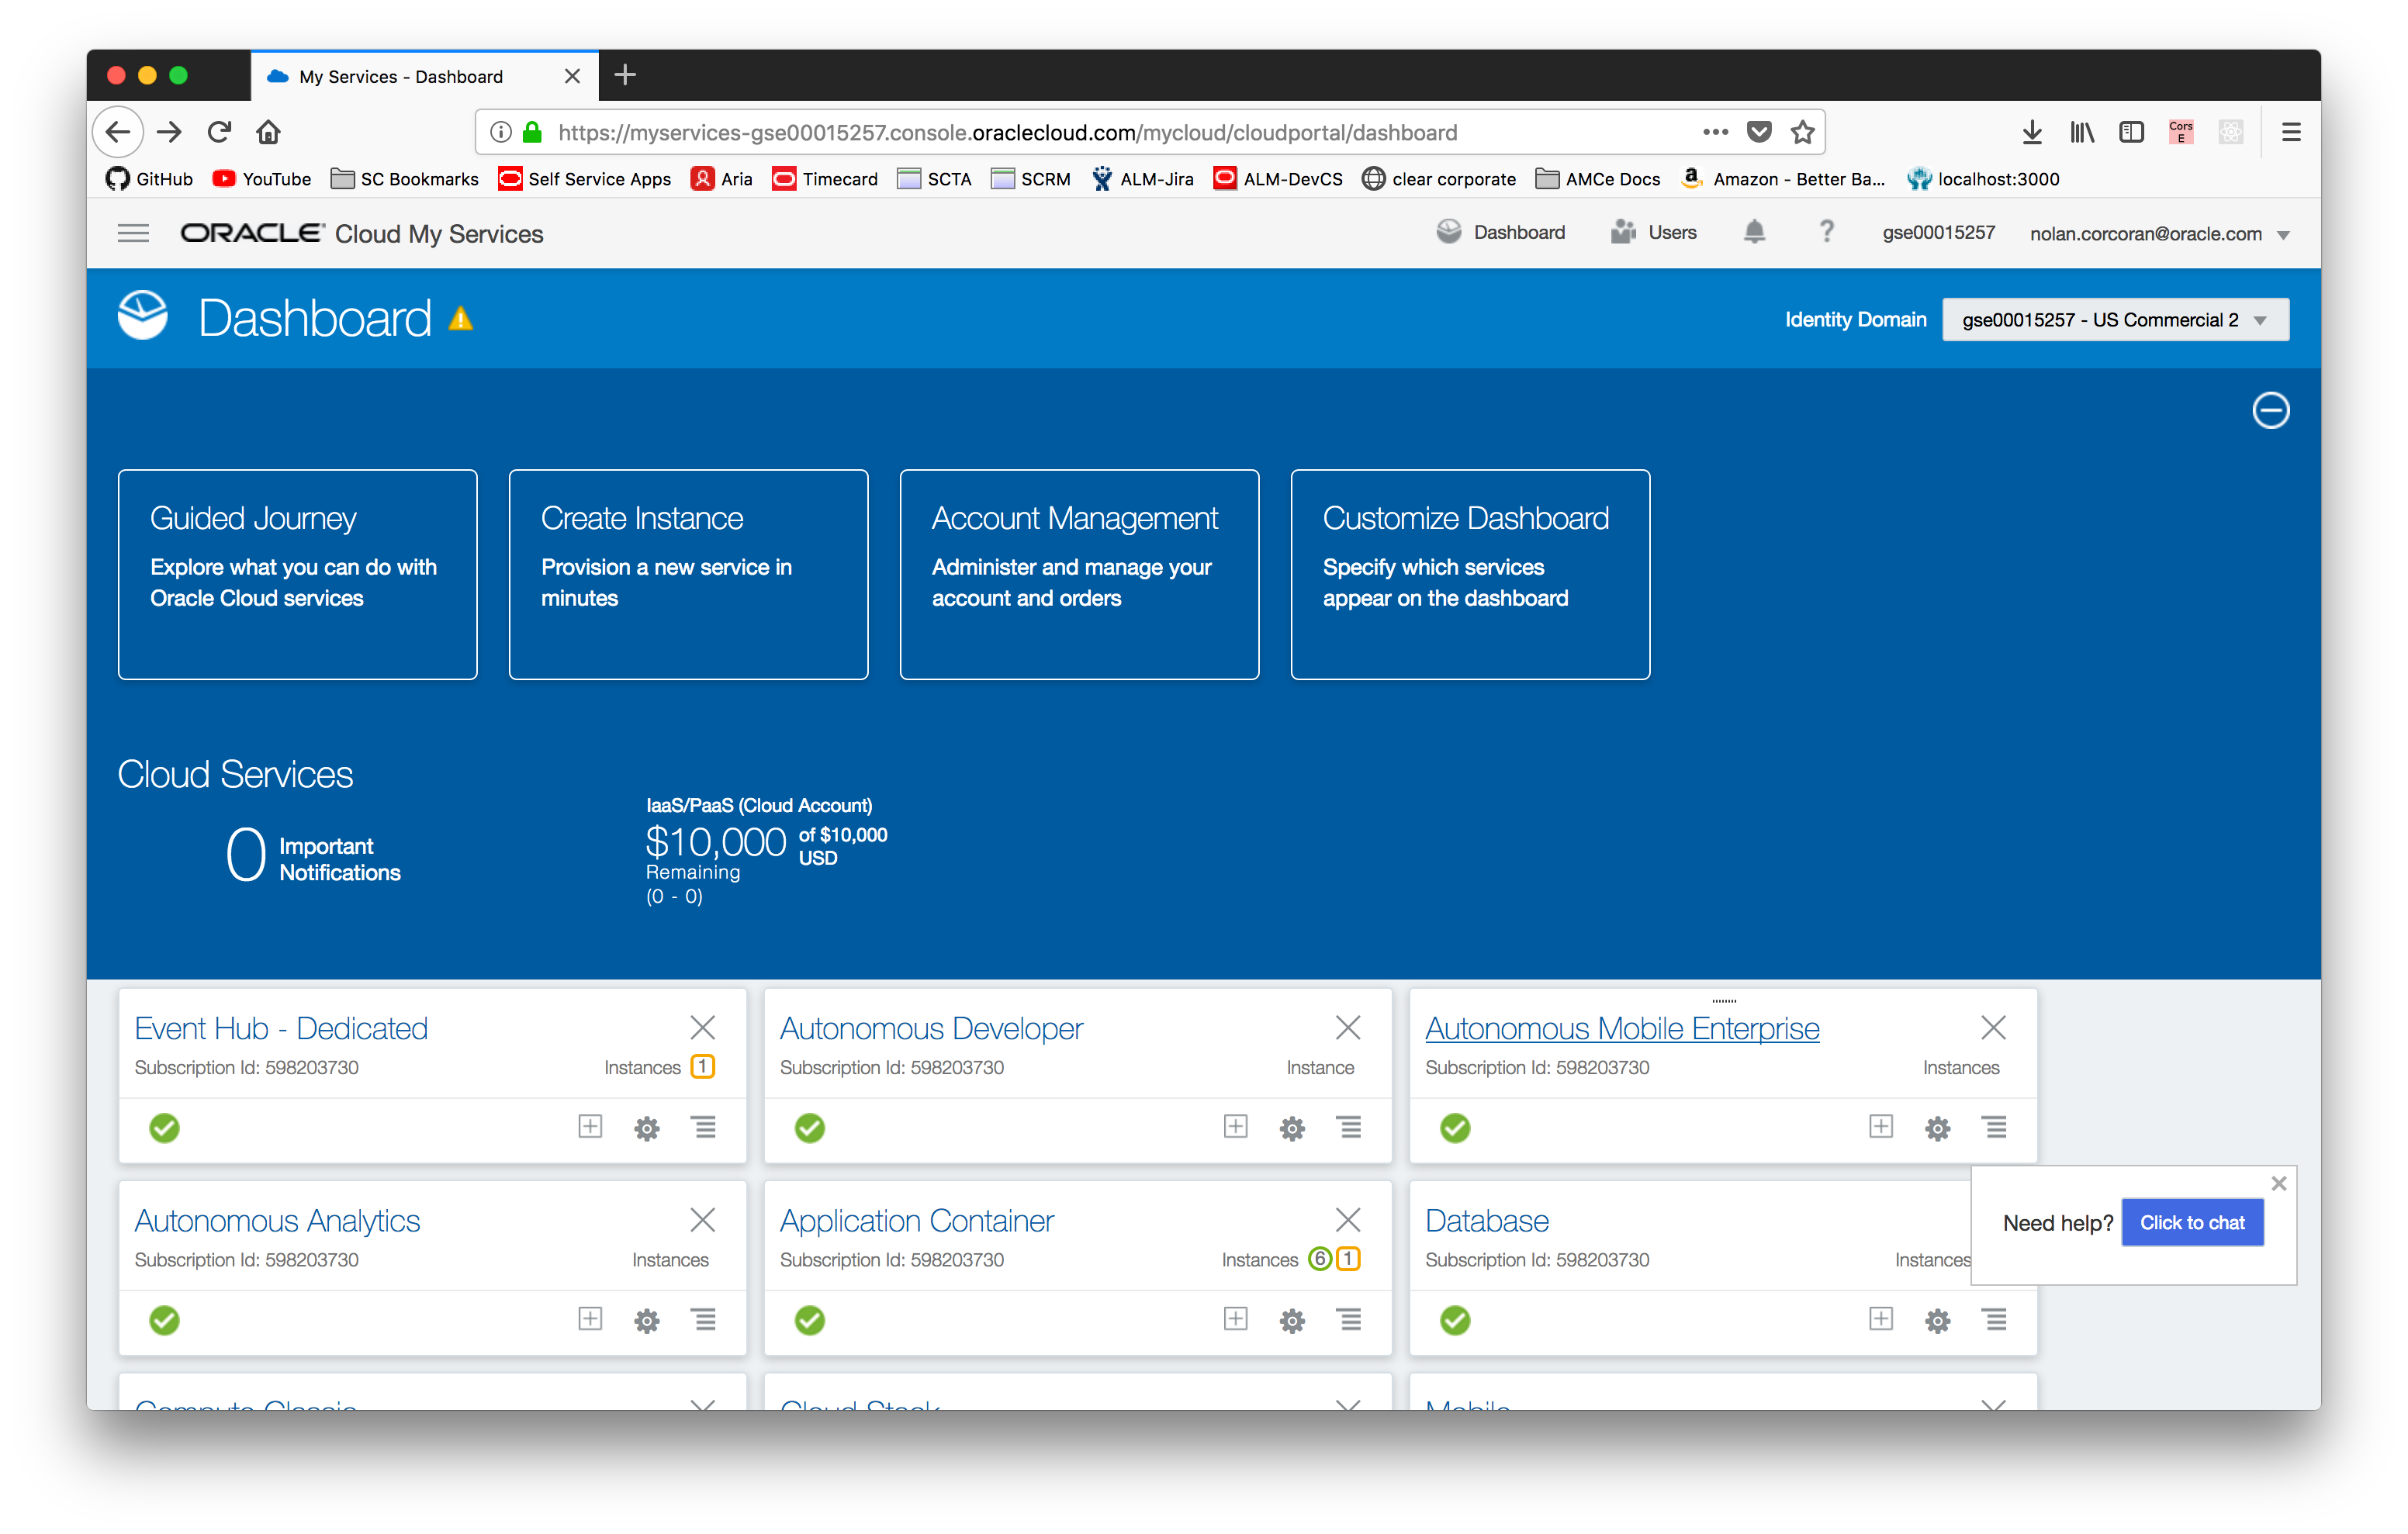 My Services - Dashboard
https://myservices-gse00015257.console.oraclecloud.com/mycloud/cloudportal/dashboard
Cors
E
GitHub YouTube SC Bookmarks Self Service Apps Aria Timecard SCTA SCRM ALM-Jira ALM-DevCS clear corporate AMCe Docs Amazon - Better Ba... localhost:3000
ORACLE® Cloud My Services Dashboard Users ? gse00015257 nolan.corcoran@oracle.com
Dashboard Identity Domain gse00015257 - US Commercial 2
Guided Journey
Explore what you can do with
Oracle Cloud services
Create Instance
Provision a new service in
minutes
Account Management
Administer and manage your
account and orders
Customize Dashboard
Specify which services
appear on the dashboard
Cloud Services
0 Important
Notifications
IaaS/PaaS (Cloud Account)
$10,000 of $10,000
USD
Remaining
(0 - 0)
Event Hub - Dedicated
Subscription Id: 598203730 Instances 1
Autonomous Developer
Subscription Id: 598203730 Instance
Autonomous Mobile Enterprise
Subscription Id: 598203730 Instances
Autonomous Analytics
Subscription Id: 598203730 Instances
Application Container
Subscription Id: 598203730 Instances 6 1
Database
Subscription Id: 598203730 Instances
Need help? Click to chat
Compute Classic
Cloud Stack
Mobile